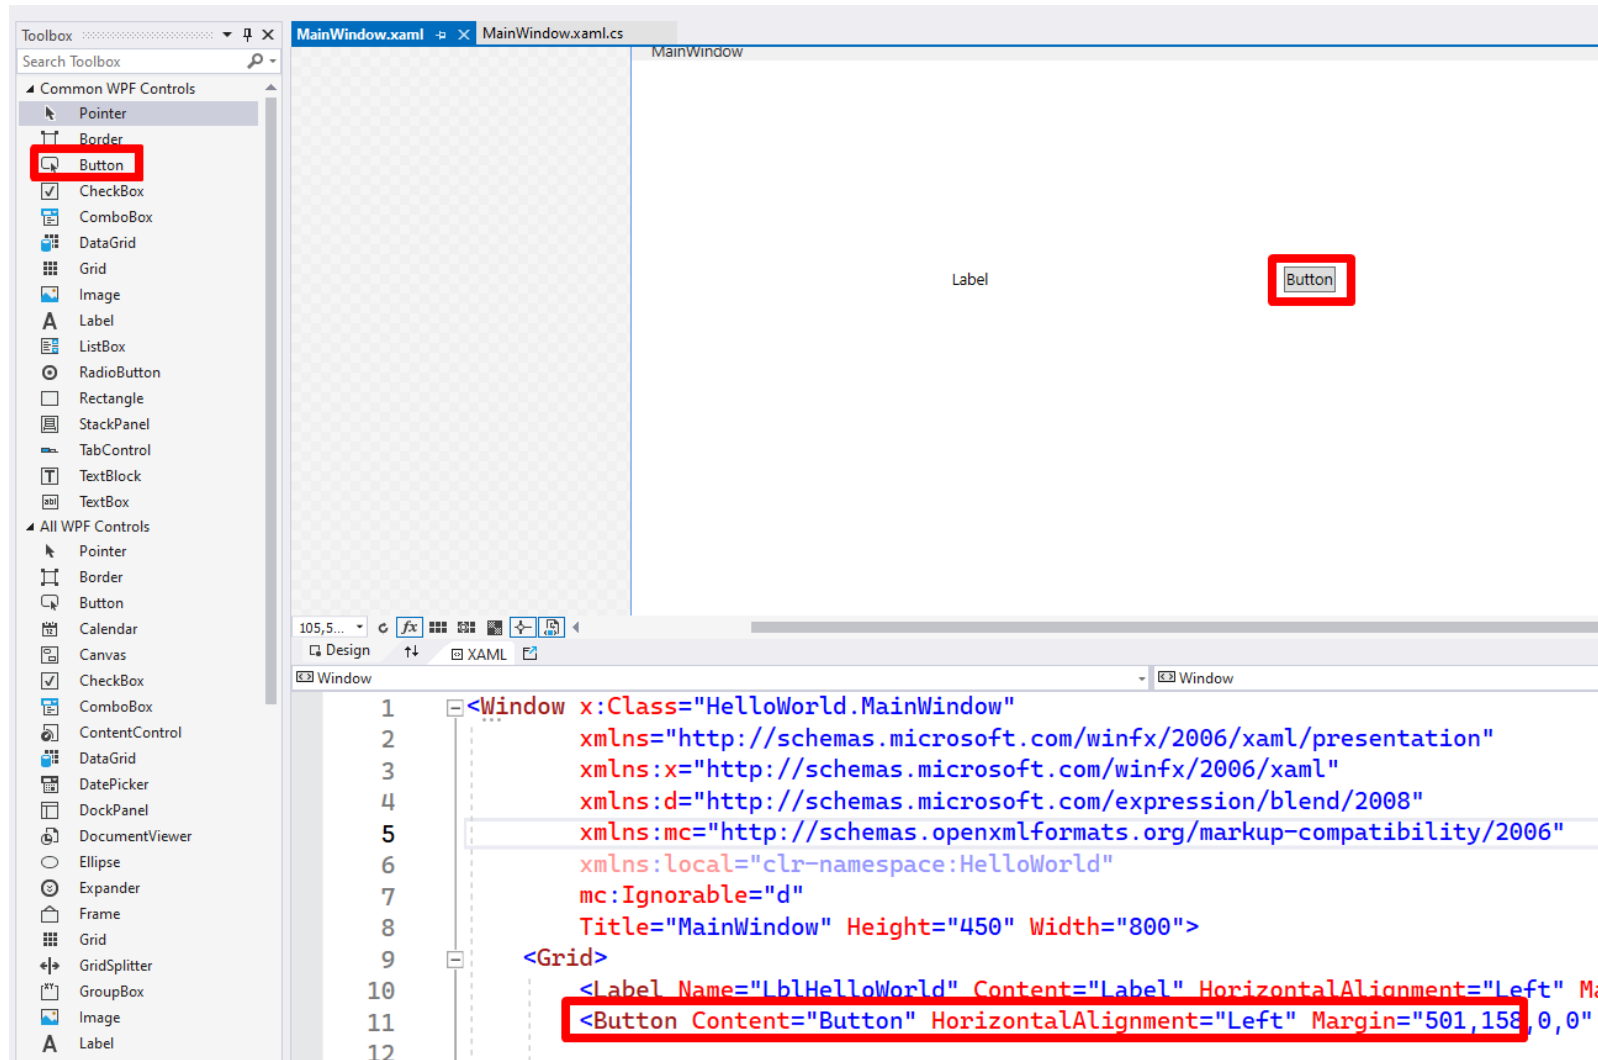 Toolbox
Search Toolbox
Common WPF Controls
Pointer
Border
Button
CheckBox
ComboBox
DataGrid
Grid
Image
Label
ListBox
RadioButton
Rectangle
StackPanel
TabControl
TextBlock
TextBox
All WPF Controls
Pointer
Border
Button
Calendar
Canvas
CheckBox
ComboBox
ContentControl
DataGrid
DatePicker
DockPanel
DocumentViewer
Ellipse
Expander
Frame
Grid
GridSplitter
GroupBox
Image
Label
MainWindow.xaml MainWindow.xaml.cs
MainWindow
Label Button
105,5... fx
Design XAML
Window Window
1 <Window x:Class="HelloWorld.MainWindow"
2 xmlns="http://schemas.microsoft.com/winfx/2006/xaml/presentation"
3 xmlns:x="http://schemas.microsoft.com/winfx/2006/xaml"
4 xmlns:d="http://schemas.microsoft.com/expression/blend/2008"
5 xmlns:mc="http://schemas.openxmlformats.org/markup-compatibility/2006"
6 xmlns:local="clr-namespace:HelloWorld"
7 mc:Ignorable="d"
8 Title="MainWindow" Height="450" Width="800">
9 <Grid>
10 <Label Name="LblHelloWorld" Content="Label" HorizontalAlignment="Left" Ma
11 <Button Content="Button" HorizontalAlignment="Left" Margin="501,158,0,0"
12